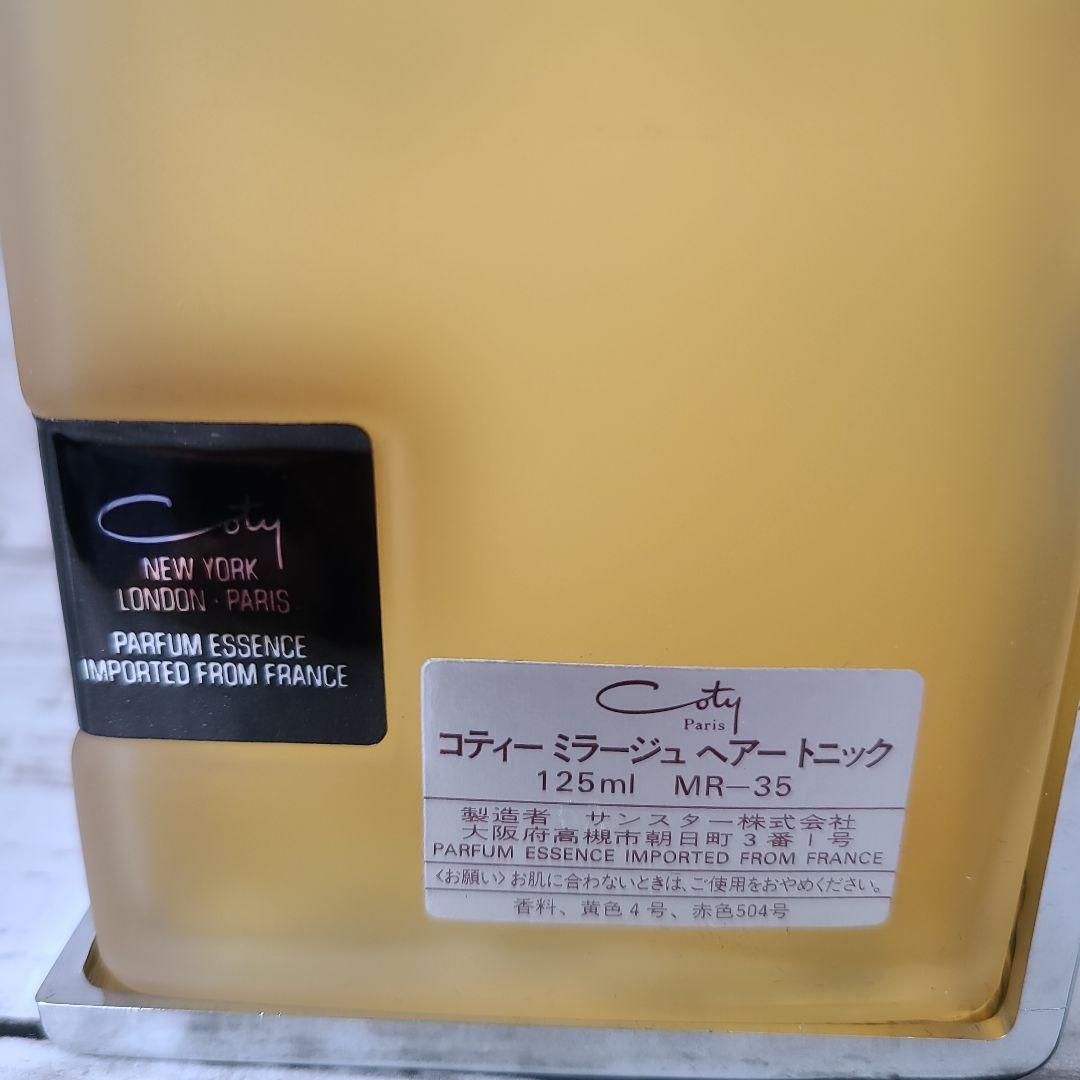 Coty
NEW YORK
LONDON · PARIS
PARFUM ESSENCE
IMPORTED FROM FRANCE
Coty
Paris
コティー ミラージュ ヘアー トニック
125ml MR-35
製造者 サンスター株式会社
大阪府高槻市朝日町3番1号
PARFUM ESSENCE IMPORTED FROM FRANCE
〈お願い〉お肌に合わないときは、ご使用をおやめください。
香料、黄色4号、赤色504号